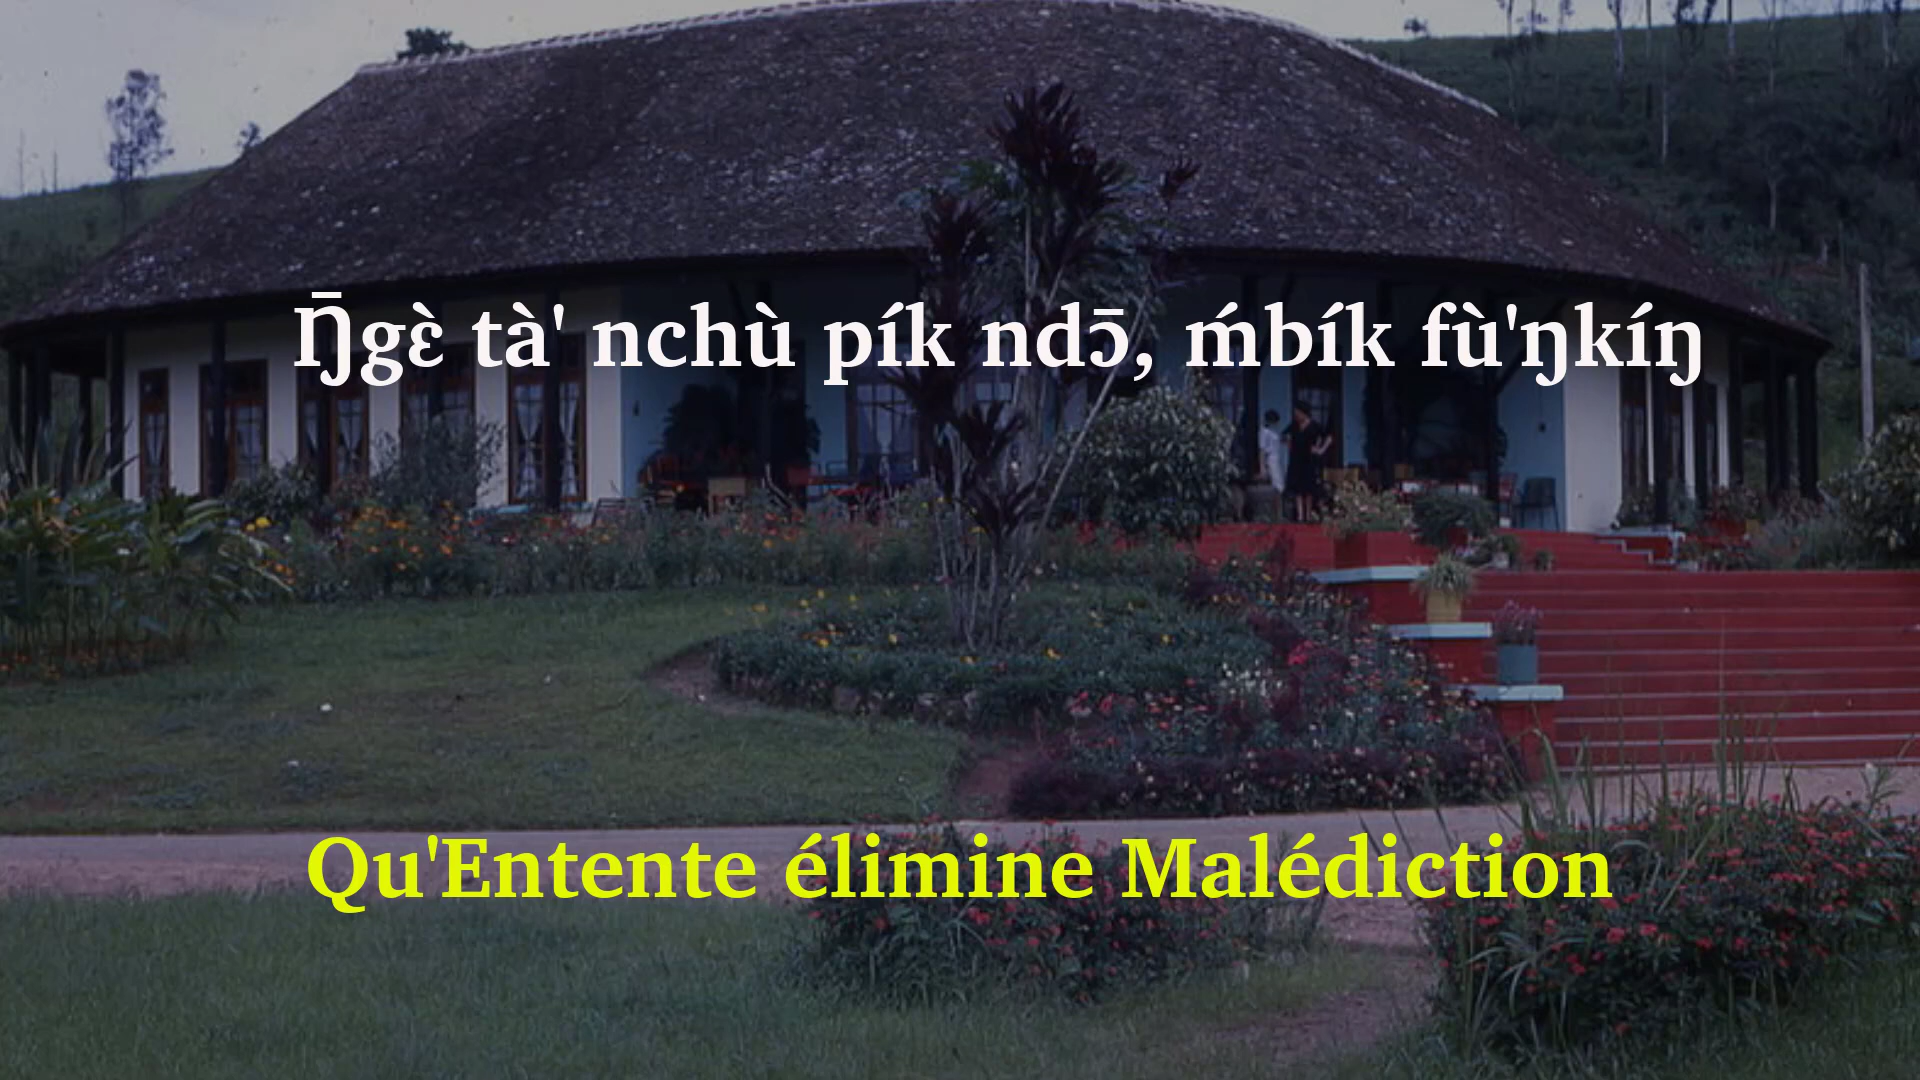 Ŋ̄gɛ̀ tà' nchù pík ndɔ̄, ḿbík fù'ŋkíŋ
Qu'Entente élimine Malédiction